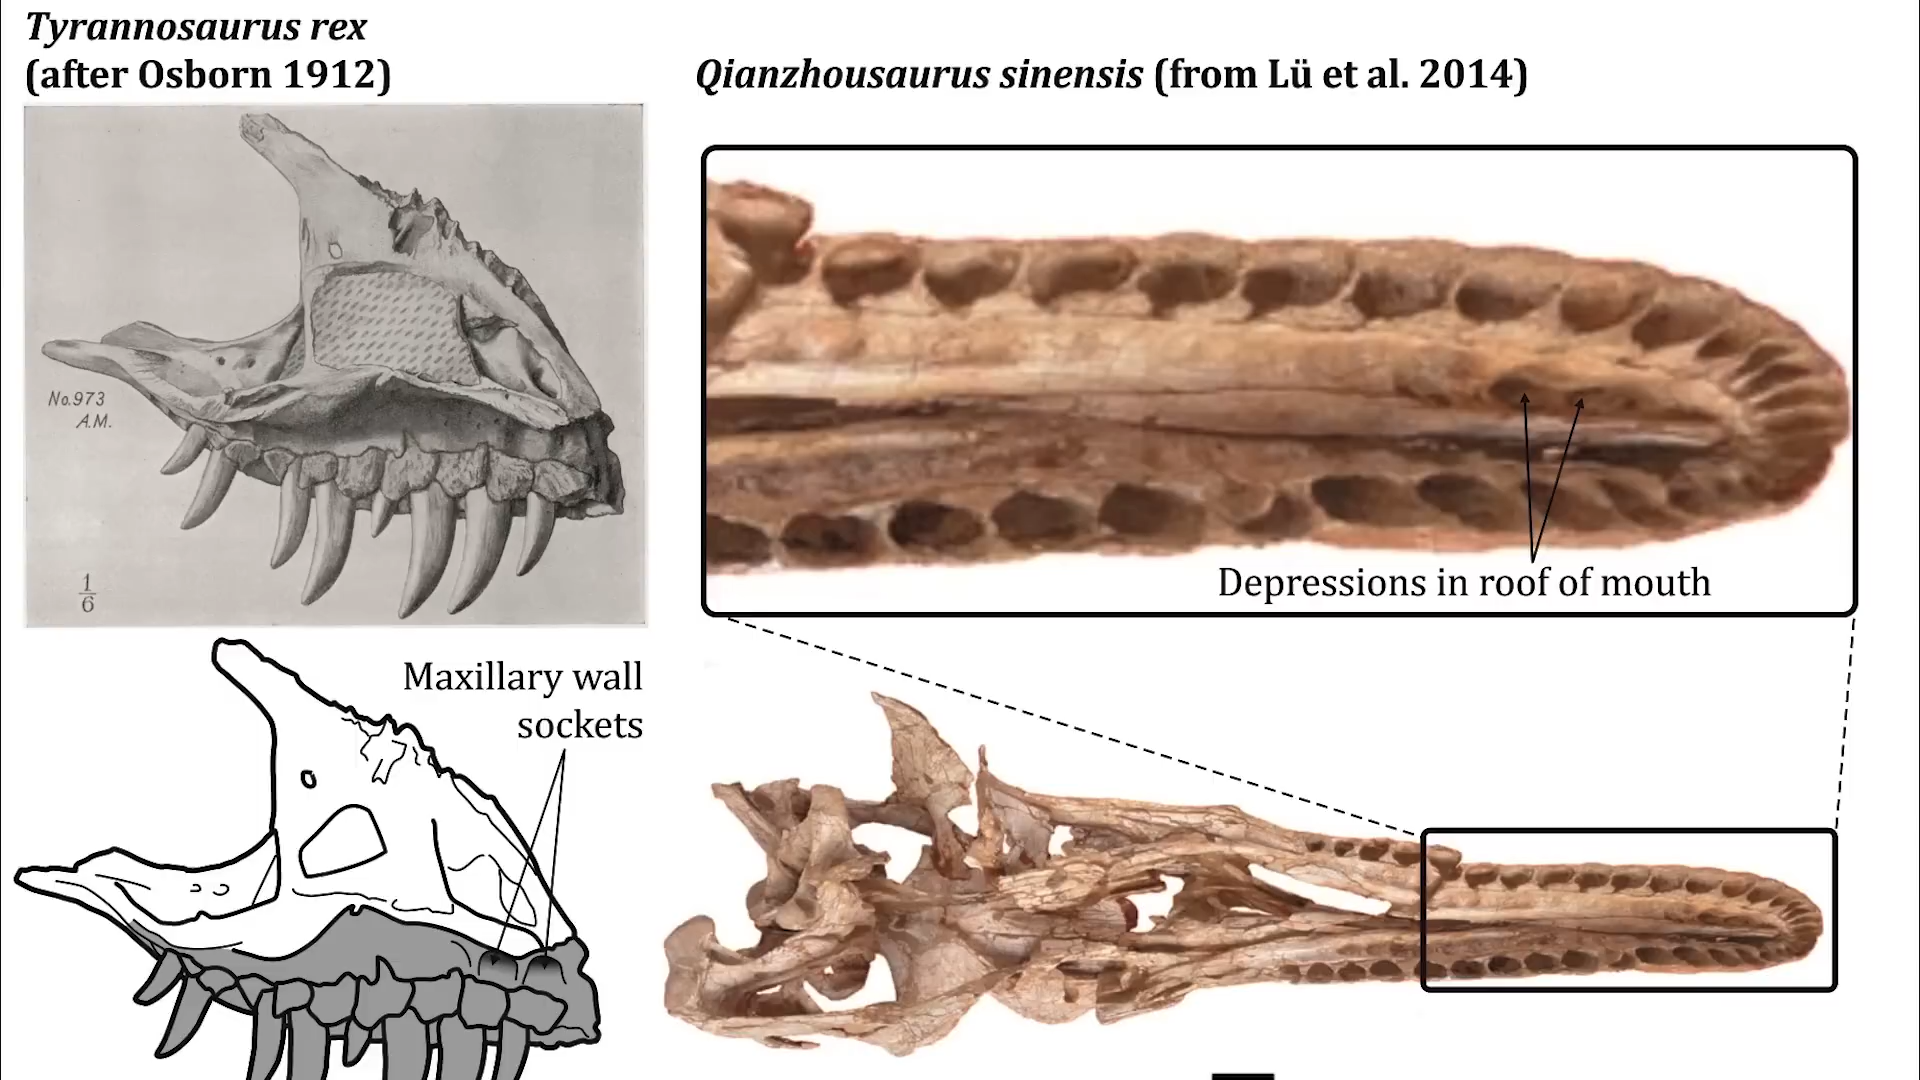 Tyrannosaurus rex
(after Osborn 1912)
Qianzhousaurus sinensis (from Lü et al. 2014)
No.973
A.M.
1
6
Depressions in roof of mouth
Maxillary wall
sockets